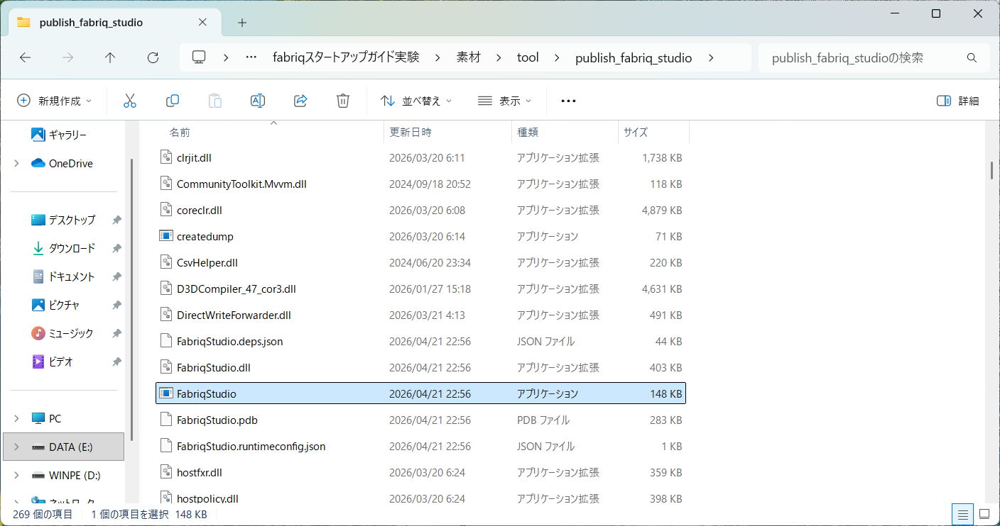 publish_fabriq_studio
… fabriqスタートアップガイド実験 > 素材 > tool > publish_fabriq_studio >
publish_fabriq_studioの検索
新規作成
並べ替え
表示
詳細
ギャラリー
OneDrive
デスクトップ
ダウンロード
ドキュメント
ピクチャ
ミュージック
ビデオ
PC
DATA (E:)
WINPE (D:)
ネットワーク
名前 更新日時 種類 サイズ
clrjit.dll 2026/03/20 6:11 アプリケーション拡張 1,738 KB
CommunityToolkit.Mvvm.dll 2024/09/18 20:52 アプリケーション拡張 118 KB
coreclr.dll 2026/03/20 6:08 アプリケーション拡張 4,879 KB
createdump 2026/03/20 6:14 アプリケーション 71 KB
CsvHelper.dll 2024/06/20 23:34 アプリケーション拡張 220 KB
D3DCompiler_47_cor3.dll 2026/01/27 15:18 アプリケーション拡張 4,631 KB
DirectWriteForwarder.dll 2026/03/21 4:13 アプリケーション拡張 491 KB
FabriqStudio.deps.json 2026/04/21 22:56 JSON ファイル 44 KB
FabriqStudio.dll 2026/04/21 22:56 アプリケーション拡張 403 KB
FabriqStudio 2026/04/21 22:56 アプリケーション 148 KB
FabriqStudio.pdb 2026/04/21 22:56 PDB ファイル 283 KB
FabriqStudio.runtimeconfig.json 2026/04/21 22:56 JSON ファイル 1 KB
hostfxr.dll 2026/03/20 6:24 アプリケーション拡張 359 KB
hostpolicy.dll 2026/03/20 6:24 アプリケーション拡張 398 KB
269 個の項目 1 個の項目を選択 148 KB